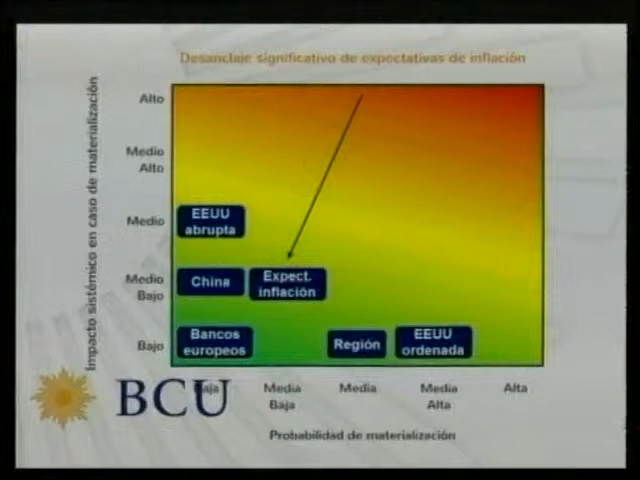 Desanclaje significativo de expectativas de inflación
Impacto sistémico en caso de materialización
Alto
Medio
Alto
Medio
EEUU
abrupta
Medio
Bajo
China
Expect.
inflación
Bajo
Bancos
europeos
Región
EEUU
ordenada
Baja
Media
Baja
Media
Media
Alta
Alta
BCU
Probabilidad de materialización